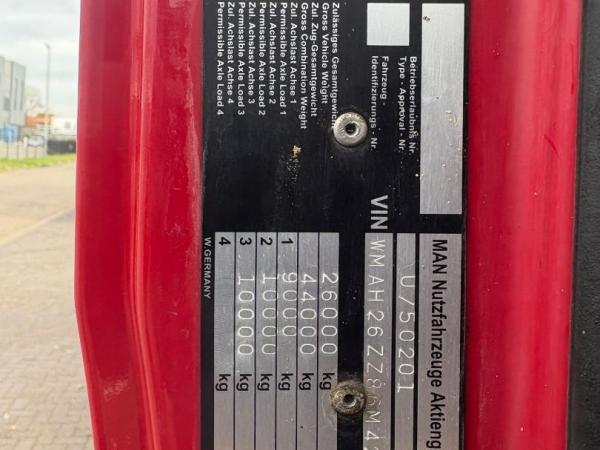 MAN Nutzfahrzeuge Aktieng
Betriebserlaubnis Nr.
Type - Approval - Nr.
U/50201
Fahrzeug -
Identifizierungs - Nr.
VIN
Zulässiges Gesamtgewicht
Gross Vehicle Weight
26000 kg
Zul. Zug-Gesamtgewicht
Gross Combination Weight
44000 kg
Zul. Achslast Achse 1
Permissible Axle Load 1
1 9000 kg
Zul. Achslast Achse 2
Permissible Axle Load 2
2 10000 kg
Zul. Achslast Achse 3
Permissible Axle Load 3
3 10000 kg
Zul. Achslast Achse 4
Permissible Axle Load 4
4 kg
W. GERMANY